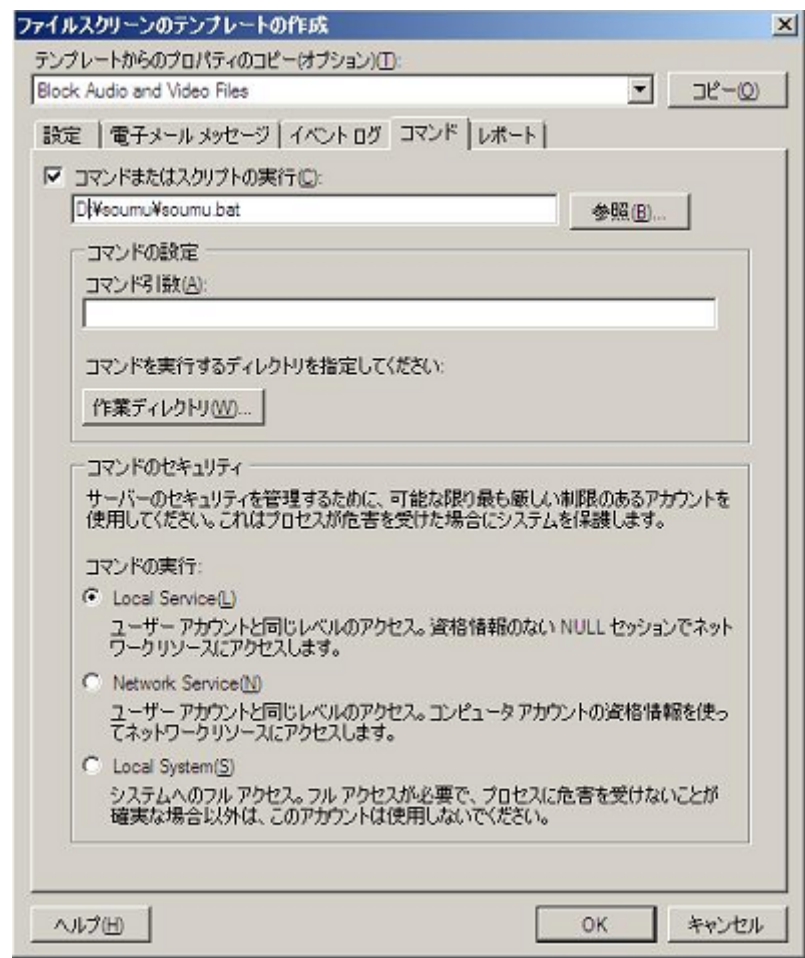 ファイルスクリーンのテンプレートの作成
テンプレートからのプロパティのコピー(オプション)(T):
Block Audio and Video Files
コピー(O)
設定
電子メール メッセージ
イベント ログ
コマンド
レポート
コマンドまたはスクリプトの実行(C):
D:¥soumu¥soumu.bat
参照(B)...
コマンドの設定
コマンド引数(A):
コマンドを実行するディレクトリを指定してください:
作業ディレクトリ(W)...
コマンドのセキュリティ
サーバーのセキュリティを管理するために、可能な限り最も厳しい制限のあるアカウントを
使用してください。これはプロセスが危害を受けた場合にシステムを保護します。
コマンドの実行:
Local Service(L)
ユーザー アカウントと同じレベルのアクセス。資格情報のない NULL セッションでネット
ワークリソースにアクセスします。
Network Service(N)
ユーザー アカウントと同じレベルのアクセス。コンピュータ アカウントの資格情報を使っ
てネットワークリソースにアクセスします。
Local System(S)
システムへのフル アクセス。フル アクセスが必要で、プロセスに危害を受けないことが
確実な場合以外は、このアカウントは使用しないでください。
ヘルプ(H)
OK
キャンセル